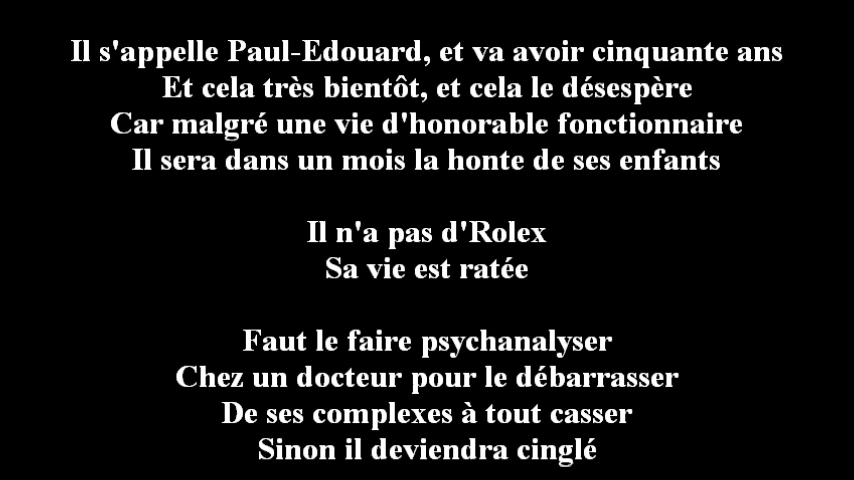 Il s'appelle Paul-Edouard, et va avoir cinquante ans
Et cela très bientôt, et cela le désespère
Car malgré une vie d'honorable fonctionnaire
Il sera dans un mois la honte de ses enfants
Il n'a pas d'Rolex
Sa vie est ratée
Faut le faire psychanalyser
Chez un docteur pour le débarrasser
De ses complexes à tout casser
Sinon il deviendra cinglé